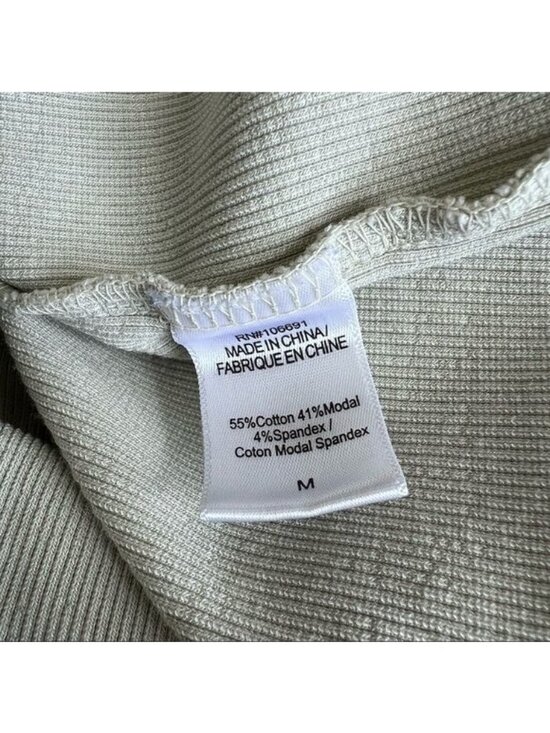 RN#106691
MADE IN CHINA/
FABRIQUE EN CHINE
55%Cotton 41%Modal
4%Spandex /
Coton Modal Spandex
M